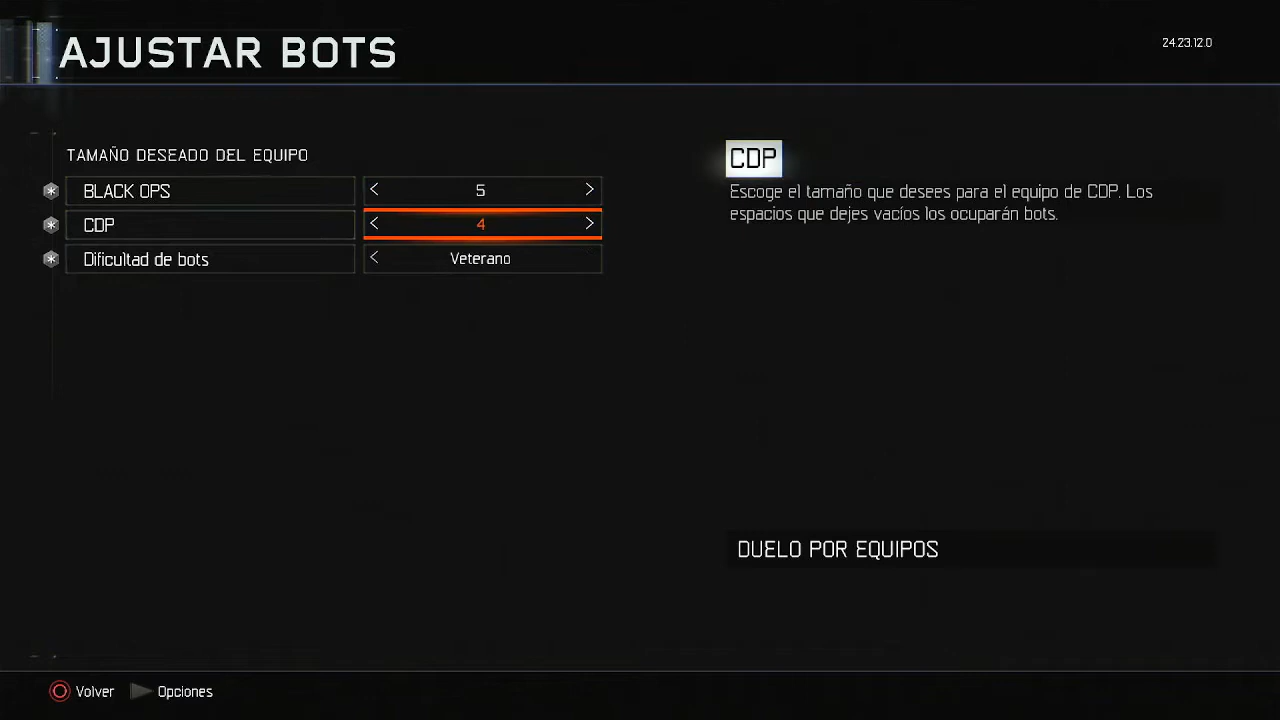 AJUSTAR BOTS
24.23.12.0
TAMAÑO DESEADO DEL EQUIPO
BLACK OPS
5
CDP
4
Dificultad de bots
Veterano
CDP
Escoge el tamaño que desees para el equipo de CDP. Los
espacios que dejes vacíos los ocuparán bots.
DUELO POR EQUIPOS
Volver
Opciones